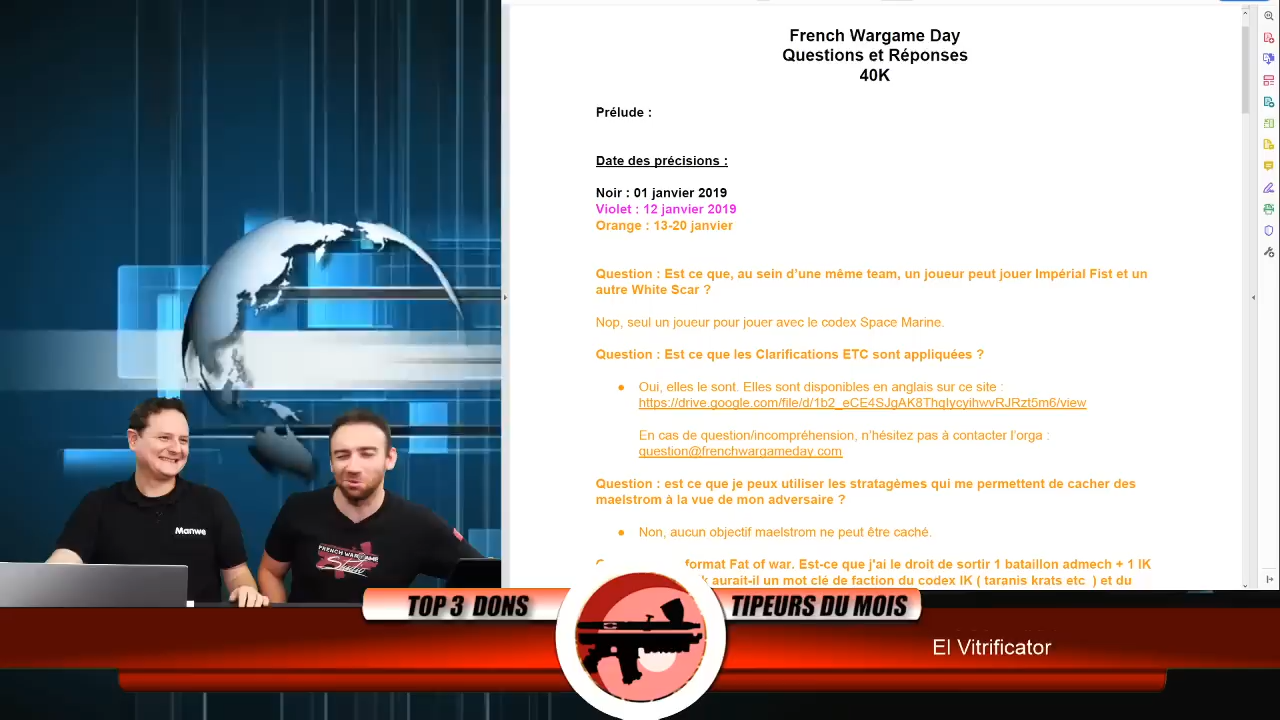 French Wargame Day
Questions et Réponses
40K
Prélude :
Date des précisions :
Noir : 01 janvier 2019
Violet : 12 janvier 2019
Orange : 13-20 janvier
Question : Est ce que, au sein d'une même team, un joueur peut jouer Impérial Fist et un
autre White Scar ?
Nop, seul un joueur pour jouer avec le codex Space Marine.
Question : Est ce que les Clarifications ETC sont appliquées ?
● Oui, elles le sont. Elles sont disponibles en anglais sur ce site :
https://drive.google.com/file/d/1b2_eCE4SJgAK8ThqIycyihwvRJRzt5m6/view
En cas de question/incompréhension, n'hésitez pas à contacter l'orga :
question@frenchwargameday.com
Question : est ce que je peux utiliser les stratagèmes qui me permettent de cacher des
maelstrom à la vue de mon adversaire ?
● Non, aucun objectif maelstrom ne peut être caché.
format Fat of war. Est-ce que j'ai le droit de sortir 1 bataillon admech + 1 IK
aurait-il un mot clé de faction du codex IK ( taranis krats etc ) et du
Manwe
FRENCH WARGAME
Studio
TOP 3 DONS
TIPEURS DU MOIS
El Vitrificator